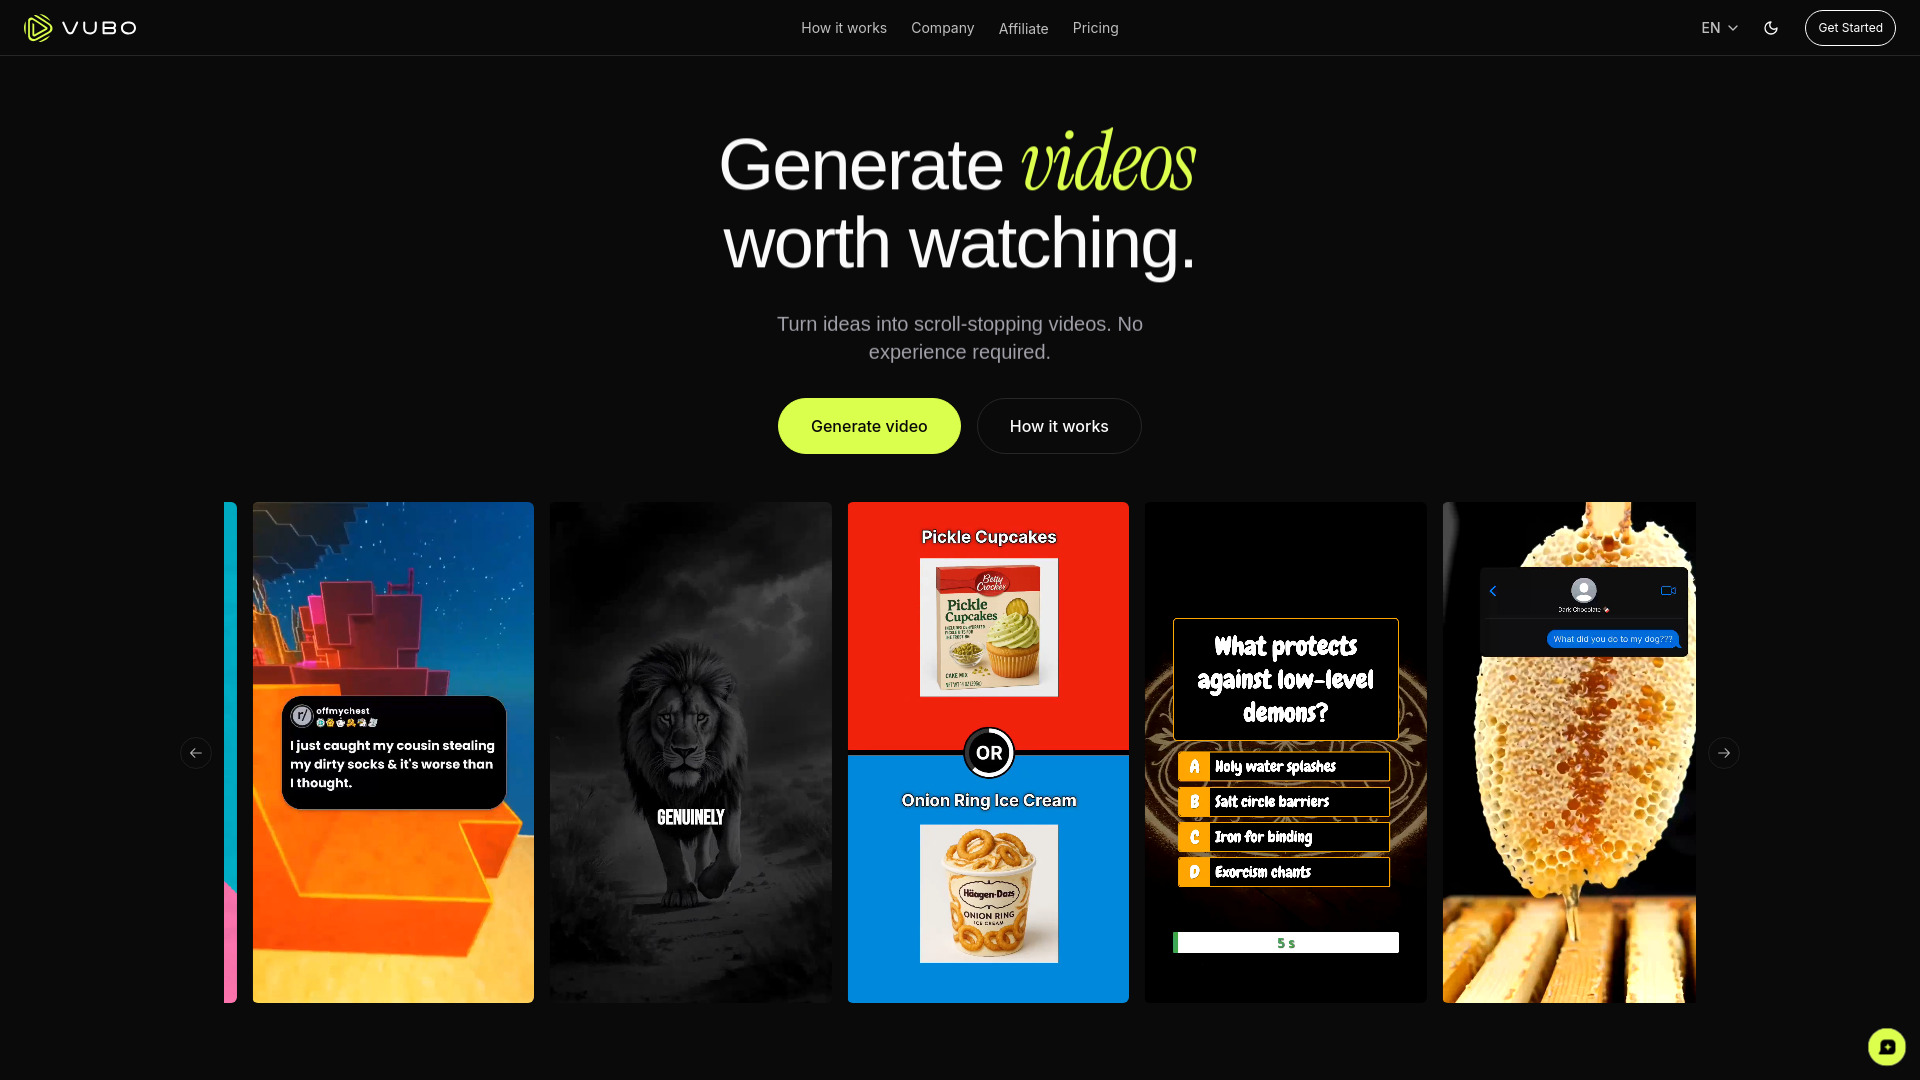 VUBO
How it works
Company
Affiliate
Pricing
EN
Get Started
Generate videos
worth watching.
Turn ideas into scroll-stopping videos. No
experience required.
Generate video
How it works
r/
offmychest
I just caught my cousin stealing
my dirty socks & it's worse than
I thought.
GENUINELY
Pickle Cupcakes
Betty
Crocker
Pickle
Cupcakes
CAKE MIX
OR
Onion Ring Ice Cream
Häagen-Dazs
ONION RING
ICE CREAM
What protects
against low-level
demons?
A Holy water splashes
B Salt circle barriers
C Iron for binding
D Exorcism chants
5 s
Dark Chocolate
What did you do to my dog???